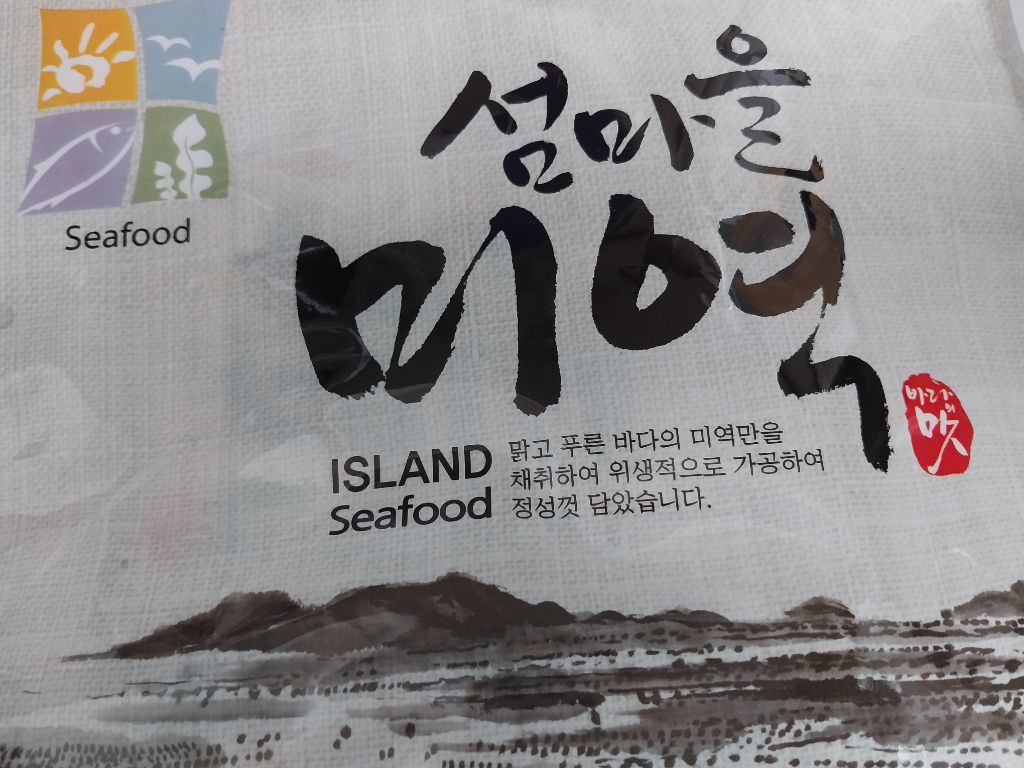 Seafood
섬마을
미역
바다의
맛
ISLAND
Seafood
맑고 푸른 바다의 미역만을
채취하여 위생적으로 가공하여
정성껏 담았습니다.